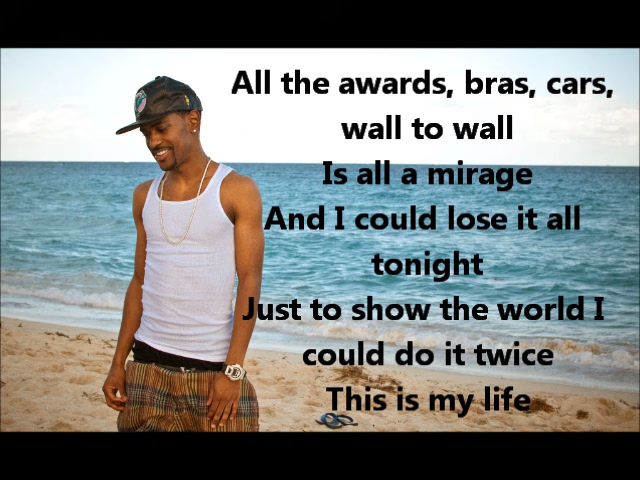 All the awards, bras, cars,
wall to wall
Is all a mirage
And I could lose it all
tonight
Just to show the world I
could do it twice
This is my life